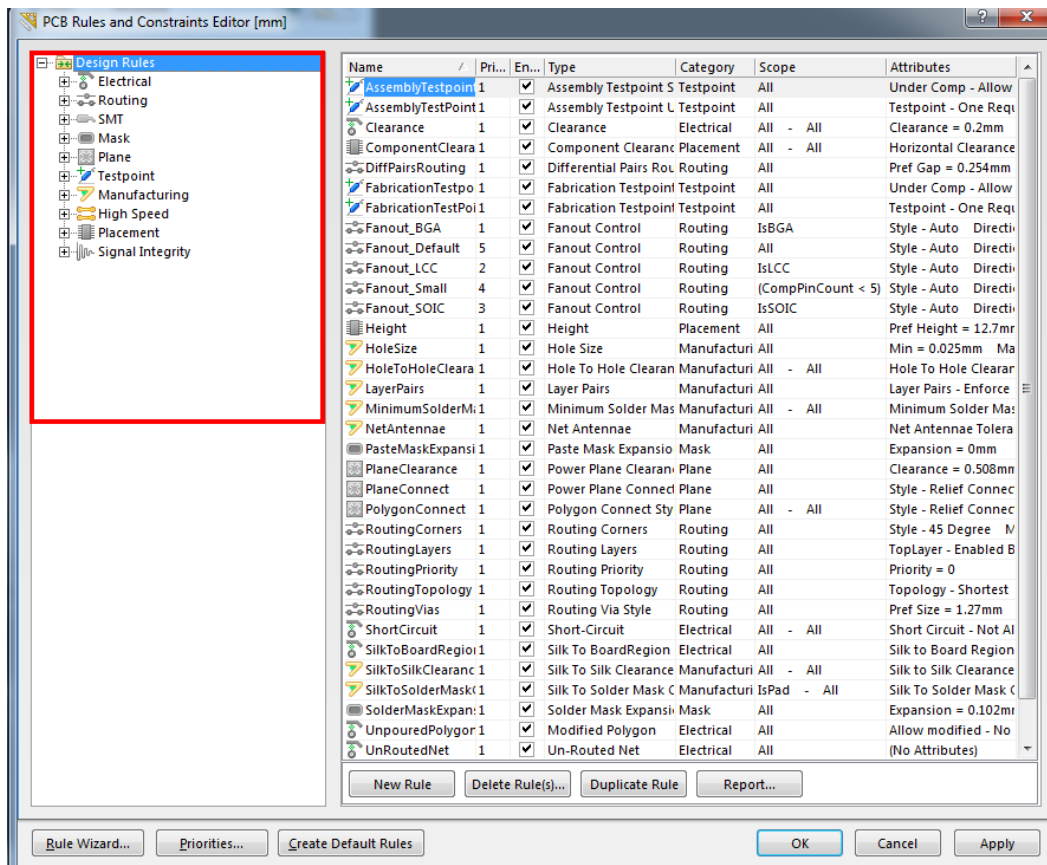 PCB Rules and Constraints Editor [mm]
Design Rules
Electrical
Routing
SMT
Mask
Plane
Testpoint
Manufacturing
High Speed
Placement
Signal Integrity
Name Pri... En... Type Category Scope Attributes
AssemblyTestpoint 1 Assembly Testpoint S Testpoint All Under Comp - Allow
AssemblyTestPoint 1 Assembly Testpoint U Testpoint All Testpoint - One Requ
Clearance 1 Clearance Electrical All - All Clearance = 0.2mm
ComponentCleara 1 Component Clearanc Placement All - All Horizontal Clearance
DiffPairsRouting 1 Differential Pairs Rou Routing All Pref Gap = 0.254mm
FabricationTestpo 1 Fabrication Testpoint Testpoint All Under Comp - Allow
FabricationTestPoi 1 Fabrication Testpoint Testpoint All Testpoint - One Requ
Fanout_BGA 1 Fanout Control Routing IsBGA Style - Auto Directi
Fanout_Default 5 Fanout Control Routing All Style - Auto Directi
Fanout_LCC 2 Fanout Control Routing IsLCC Style - Auto Directi
Fanout_Small 4 Fanout Control Routing (CompPinCount < 5) Style - Auto Directi
Fanout_SOIC 3 Fanout Control Routing IsSOIC Style - Auto Directi
Height 1 Height Placement All Pref Height = 12.7mr
HoleSize 1 Hole Size Manufacturi All Min = 0.025mm Ma
HoleToHoleCleara 1 Hole To Hole Clearan Manufacturi All - All Hole To Hole Clearar
LayerPairs 1 Layer Pairs Manufacturi All Layer Pairs - Enforce
MinimumSolderM 1 Minimum Solder Mas Manufacturi All - All Minimum Solder Mas
NetAntennae 1 Net Antennae Manufacturi All Net Antennae Tolera
PasteMaskExpansi 1 Paste Mask Expansio Mask All Expansion = 0mm
PlaneClearance 1 Power Plane Clearan Plane All Clearance = 0.508mm
PlaneConnect 1 Power Plane Connect Plane All Style - Relief Connec
PolygonConnect 1 Polygon Connect Sty Plane All - All Style - Relief Connec
RoutingCorners 1 Routing Corners Routing All Style - 45 Degree M
RoutingLayers 1 Routing Layers Routing All TopLayer - Enabled B
RoutingPriority 1 Routing Priority Routing All Priority = 0
RoutingTopology 1 Routing Topology Routing All Topology - Shortest
RoutingVias 1 Routing Via Style Routing All Pref Size = 1.27mm
ShortCircuit 1 Short-Circuit Electrical All - All Short Circuit - Not Al
SilkToBoardRegion 1 Silk To BoardRegion Electrical All Silk to Board Region
SilkToSilkClearanc 1 Silk To Silk Clearance Manufacturi All - All Silk to Silk Clearance
SilkToSolderMask( 1 Silk To Solder Mask C Manufacturi IsPad - All Silk To Solder Mask C
SolderMaskExpan 1 Solder Mask Expansi Mask All Expansion = 0.102mr
UnpouredPolygor 1 Modified Polygon Electrical All Allow modified - No
UnRoutedNet 1 Un-Routed Net Electrical All (No Attributes)
New Rule Delete Rule(s)... Duplicate Rule Report...
Rule Wizard... Priorities... Create Default Rules OK Cancel Apply